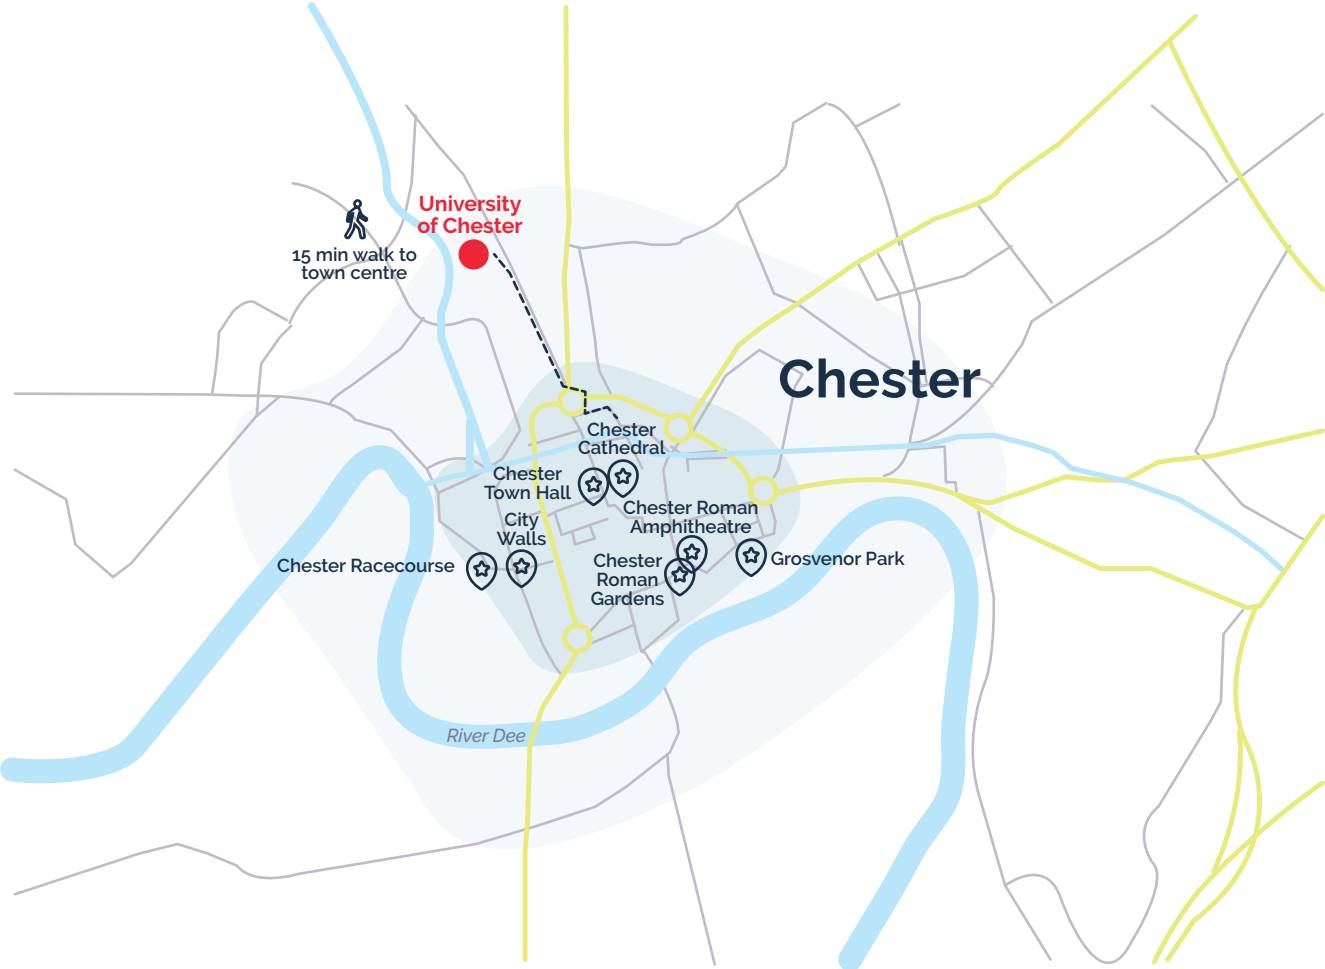 University
of Chester
15 min walk to
town centre
Chester
Chester
Cathedral
Chester
Town Hall
City
Walls
Chester Roman
Amphitheatre
Chester Racecourse
Chester
Roman
Gardens
Grosvenor Park
River Dee